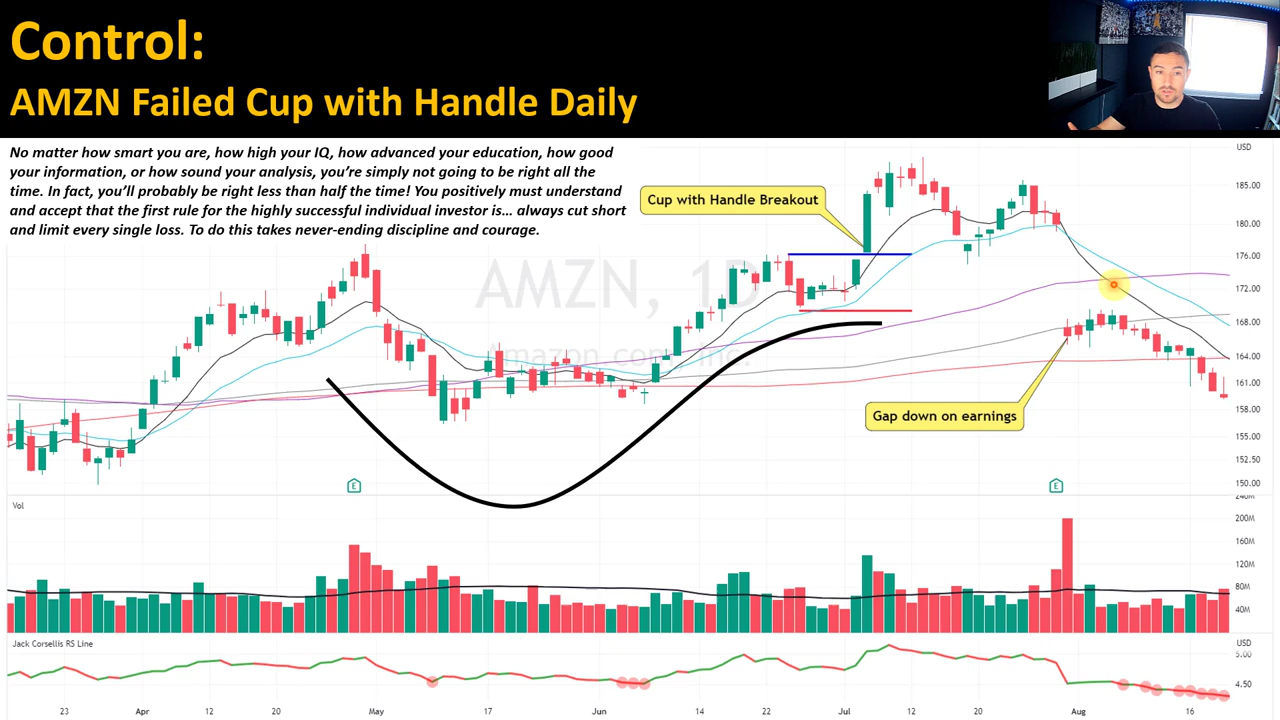 Control:
AMZN Failed Cup with Handle Daily
No matter how smart you are, how high your IQ, how advanced your education, how good
your information, or how sound your analysis, you're simply not going to be right all the
time. In fact, you'll probably be right less than half the time! You positively must understand
and accept that the first rule for the highly successful individual investor is... always cut short
and limit every single loss. To do this takes never-ending discipline and courage.
USD
185.00
180.00
176.00
172.00
168.00
164.00
161.00
158.00
155.00
152.50
150.00
Cup with Handle Breakout
AMZN, 1D
Amazon.com, Inc.
Gap down on earnings
E
E
Vol
240M
200M
160M
120M
80M
40M
Jack Corsellis RS Line
USD
5.00
4.50
23
Apr
12
20
May
17
Jun
14
22
Jul
12
20
Aug
16